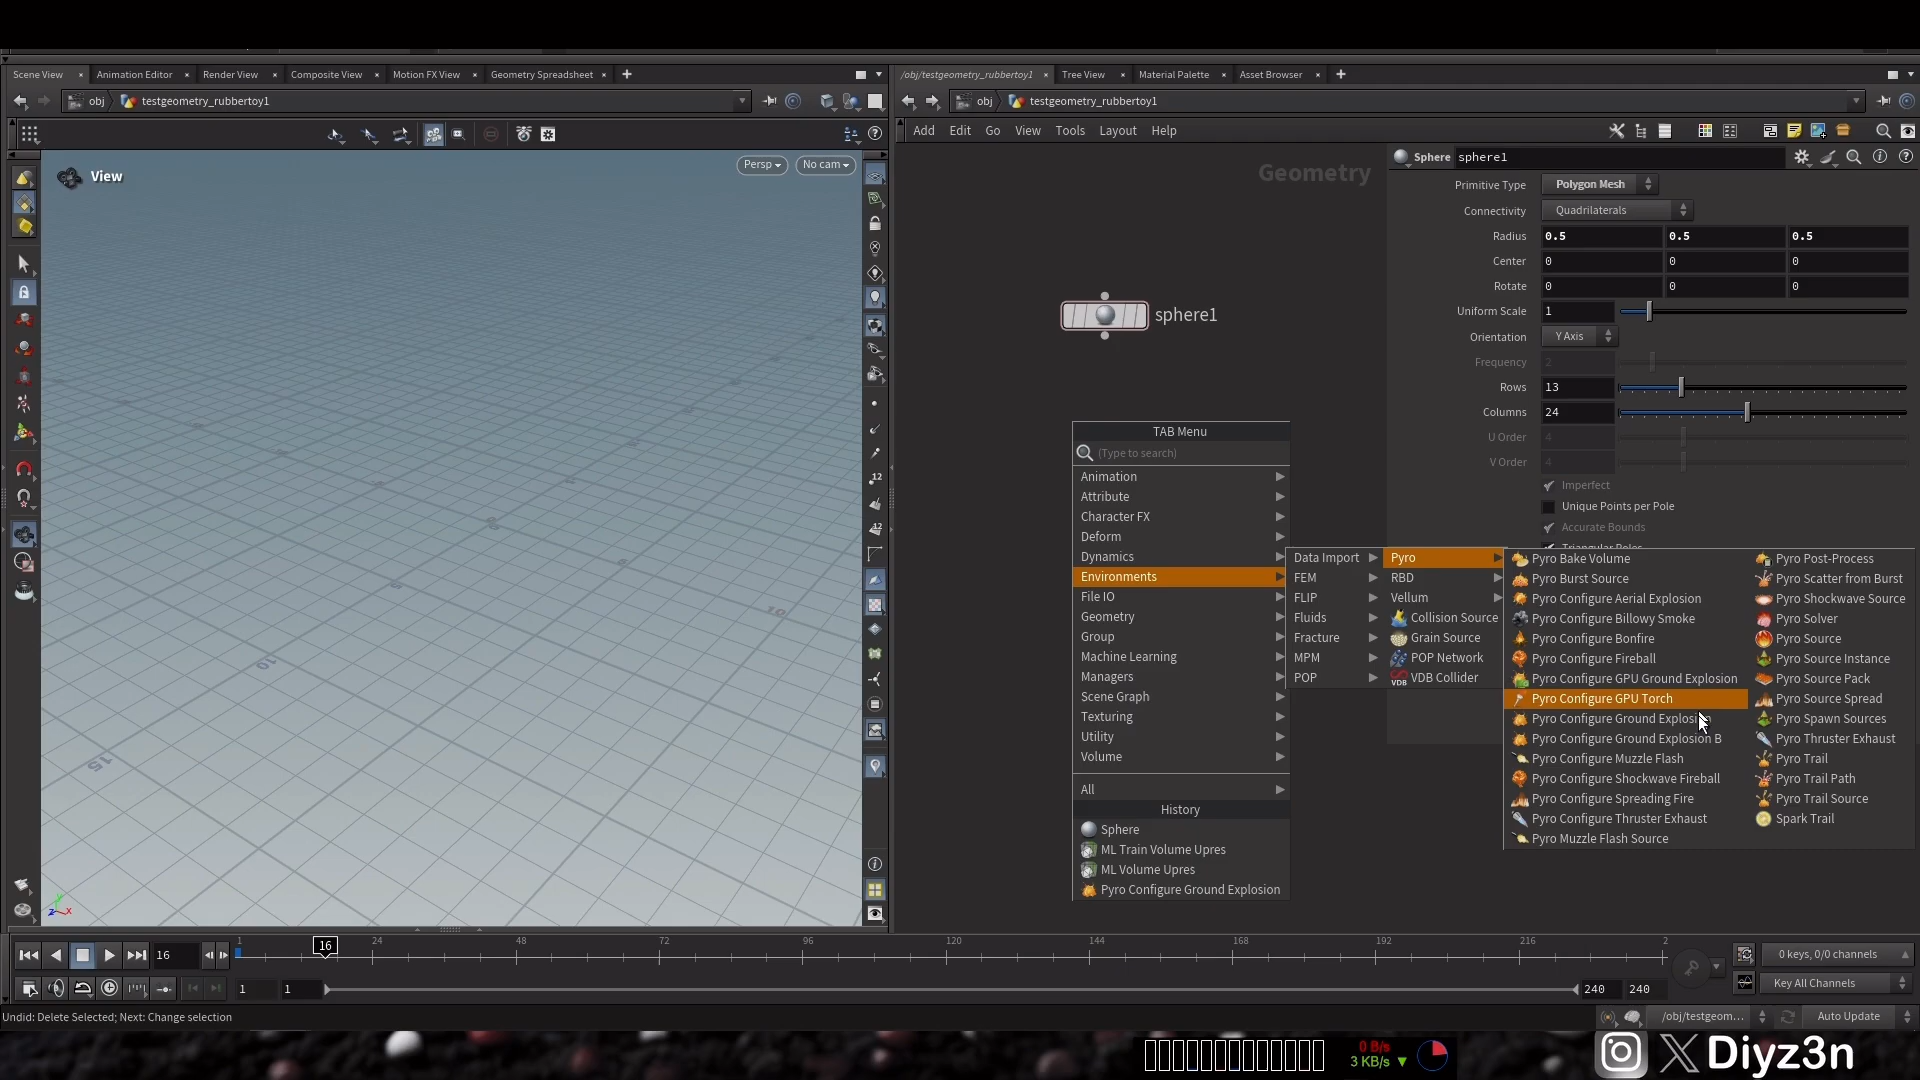 Scene View × Animation Editor × Render View × Composite View × Motion FX View × Geometry Spreadsheet × +
obj testgeometry_rubbertoy1
View
Persp No cam
15
10
/obj/testgeometry_rubbertoy1 × Tree View × Material Palette × Asset Browser × +
obj testgeometry_rubbertoy1
Add Edit Go View Tools Layout Help
Geometry
sphere1
Sphere sphere1
Primitive Type Polygon Mesh
Connectivity Quadrilaterals
Radius 0.5 0.5 0.5
Center 0 0 0
Rotate 0 0 0
Uniform Scale 1
Orientation Y Axis
Frequency 2
Rows 13
Columns 24
U Order 4
V Order 4
Imperfect
Unique Points per Pole
Accurate Bounds
TAB Menu
(Type to search)
Animation
Attribute
Character FX
Deform
Dynamics
Environments
File IO
Geometry
Group
Machine Learning
Managers
Scene Graph
Texturing
Utility
Volume
All
History
Sphere
ML Train Volume Upres
ML Volume Upres
Pyro Configure Ground Explosion
Data Import
FEM
FLIP
Fluids
Fracture
MPM
POP
Pyro
RBD
Vellum
Collision Source
Grain Source
POP Network
VDB Collider
Pyro Bake Volume
Pyro Burst Source
Pyro Configure Aerial Explosion
Pyro Configure Billowy Smoke
Pyro Configure Bonfire
Pyro Configure Fireball
Pyro Configure GPU Ground Explosion
Pyro Configure GPU Torch
Pyro Configure Ground Explosion
Pyro Configure Ground Explosion B
Pyro Configure Muzzle Flash
Pyro Configure Shockwave Fireball
Pyro Configure Spreading Fire
Pyro Configure Thruster Exhaust
Pyro Muzzle Flash Source
Pyro Post-Process
Pyro Scatter from Burst
Pyro Shockwave Source
Pyro Solver
Pyro Source
Pyro Source Instance
Pyro Source Pack
Pyro Source Spread
Pyro Spawn Sources
Pyro Thruster Exhaust
Pyro Trail
Pyro Trail Path
Pyro Trail Source
Spark Trail
16
1 16 24 48 72 96 120 144 168 192 216 2
0 keys, 0/0 channels
1 1 240 240
Key All Channels
Undid: Delete Selected; Next: Change selection
/obj/testgeom... Auto Update
0 B/s
3 KB/s
Diyz3n